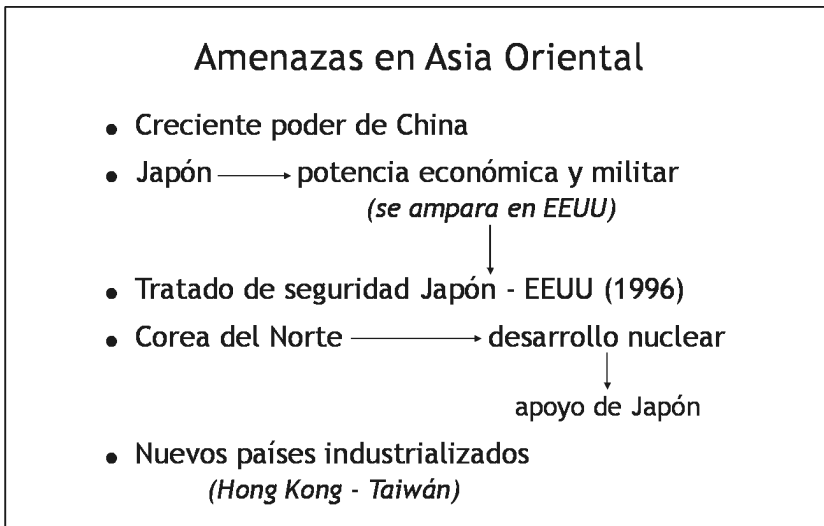 Amenazas en Asia Oriental
• Creciente poder de China
• Japón → potencia económica y militar
(se ampara en EEUU)
• Tratado de seguridad Japón - EEUU (1996)
• Corea del Norte → desarrollo nuclear
apoyo de Japón
• Nuevos países industrializados
(Hong Kong - Taiwán)